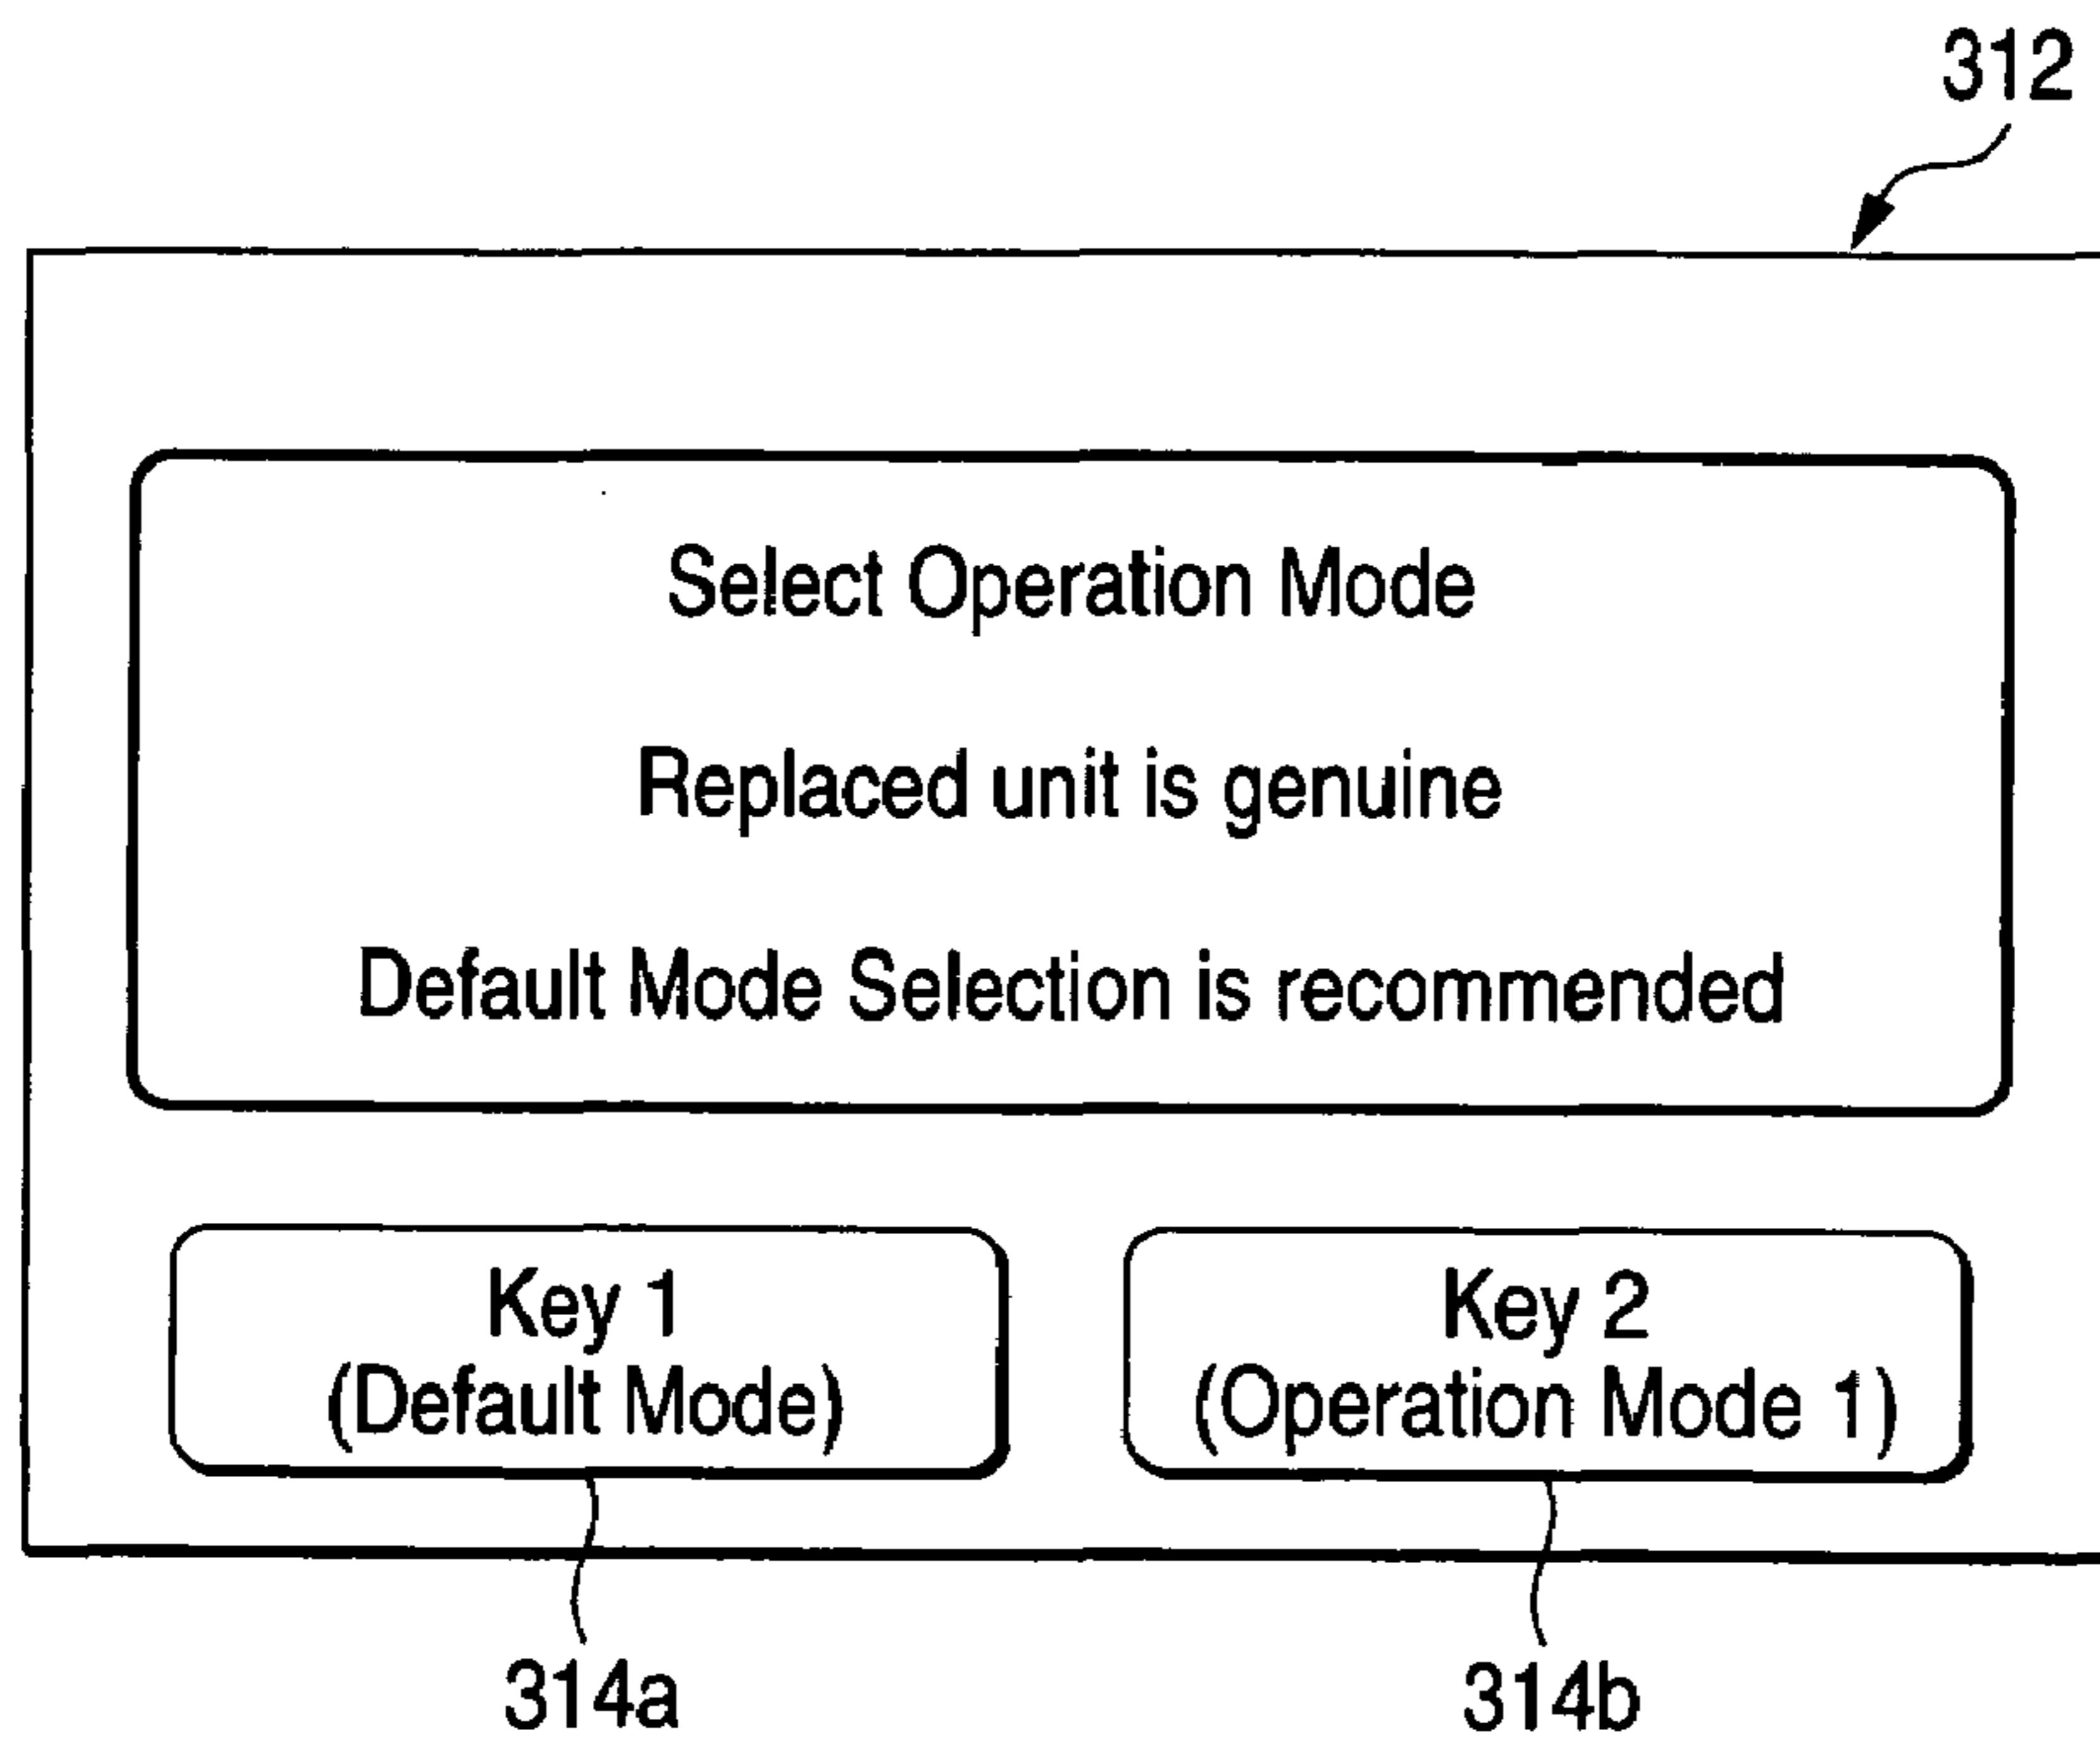 312
Select Operation Mode
Replaced unit is genuine
Default Mode Selection is recommended
Key 1
(Default Mode)
Key 2
(Operation Mode 1)
314a
314b